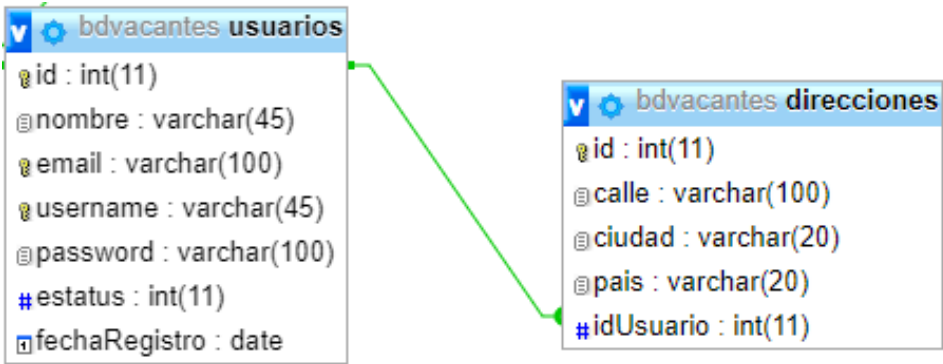 bdvacantes usuarios
id : int(11)
nombre : varchar(45)
email : varchar(100)
username : varchar(45)
password : varchar(100)
# estatus : int(11)
fechaRegistro : date
bdvacantes direcciones
id : int(11)
calle : varchar(100)
ciudad : varchar(20)
pais : varchar(20)
# idUsuario : int(11)